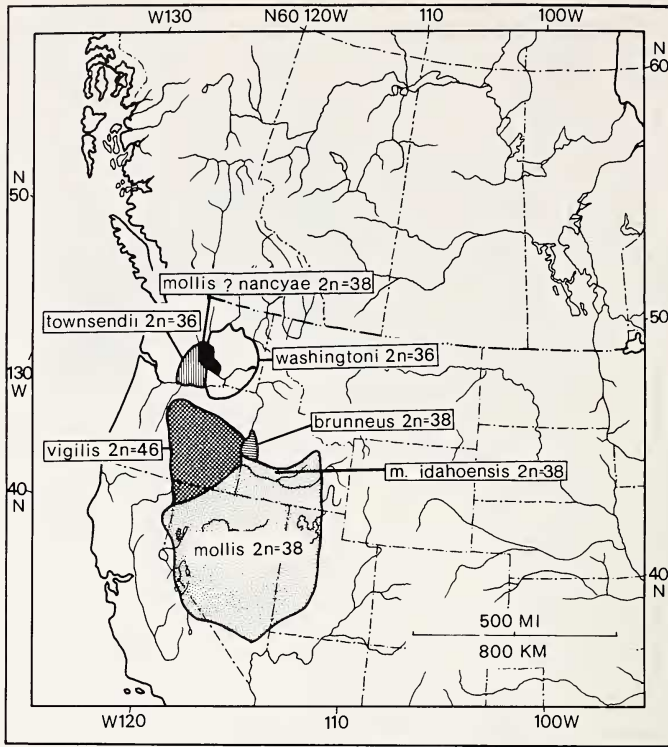 W130 N60 120W 110 100W
N
60
N
50
mollis ? nancyae 2n=38
townsendii 2n=36
50
N
washingtoni 2n=36
130
W
brunneus 2n=38
vigilis 2n=46
m. idahoensis 2n=38
40
N
mollis 2n=38
40
N
500 MI
800 KM
W120 110 100W